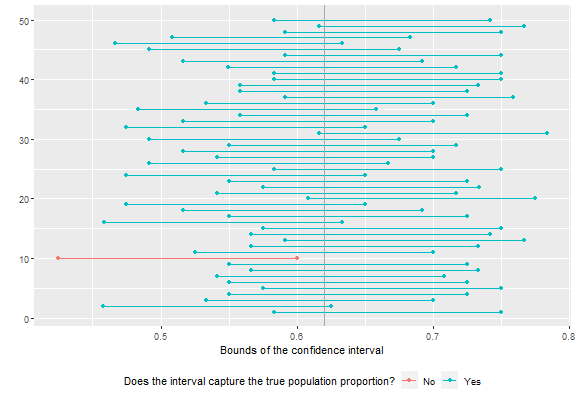 50
40
30
20
10
0
0.5 0.6 0.7 0.8
Bounds of the confidence interval
Does the interval capture the true population proportion? No Yes